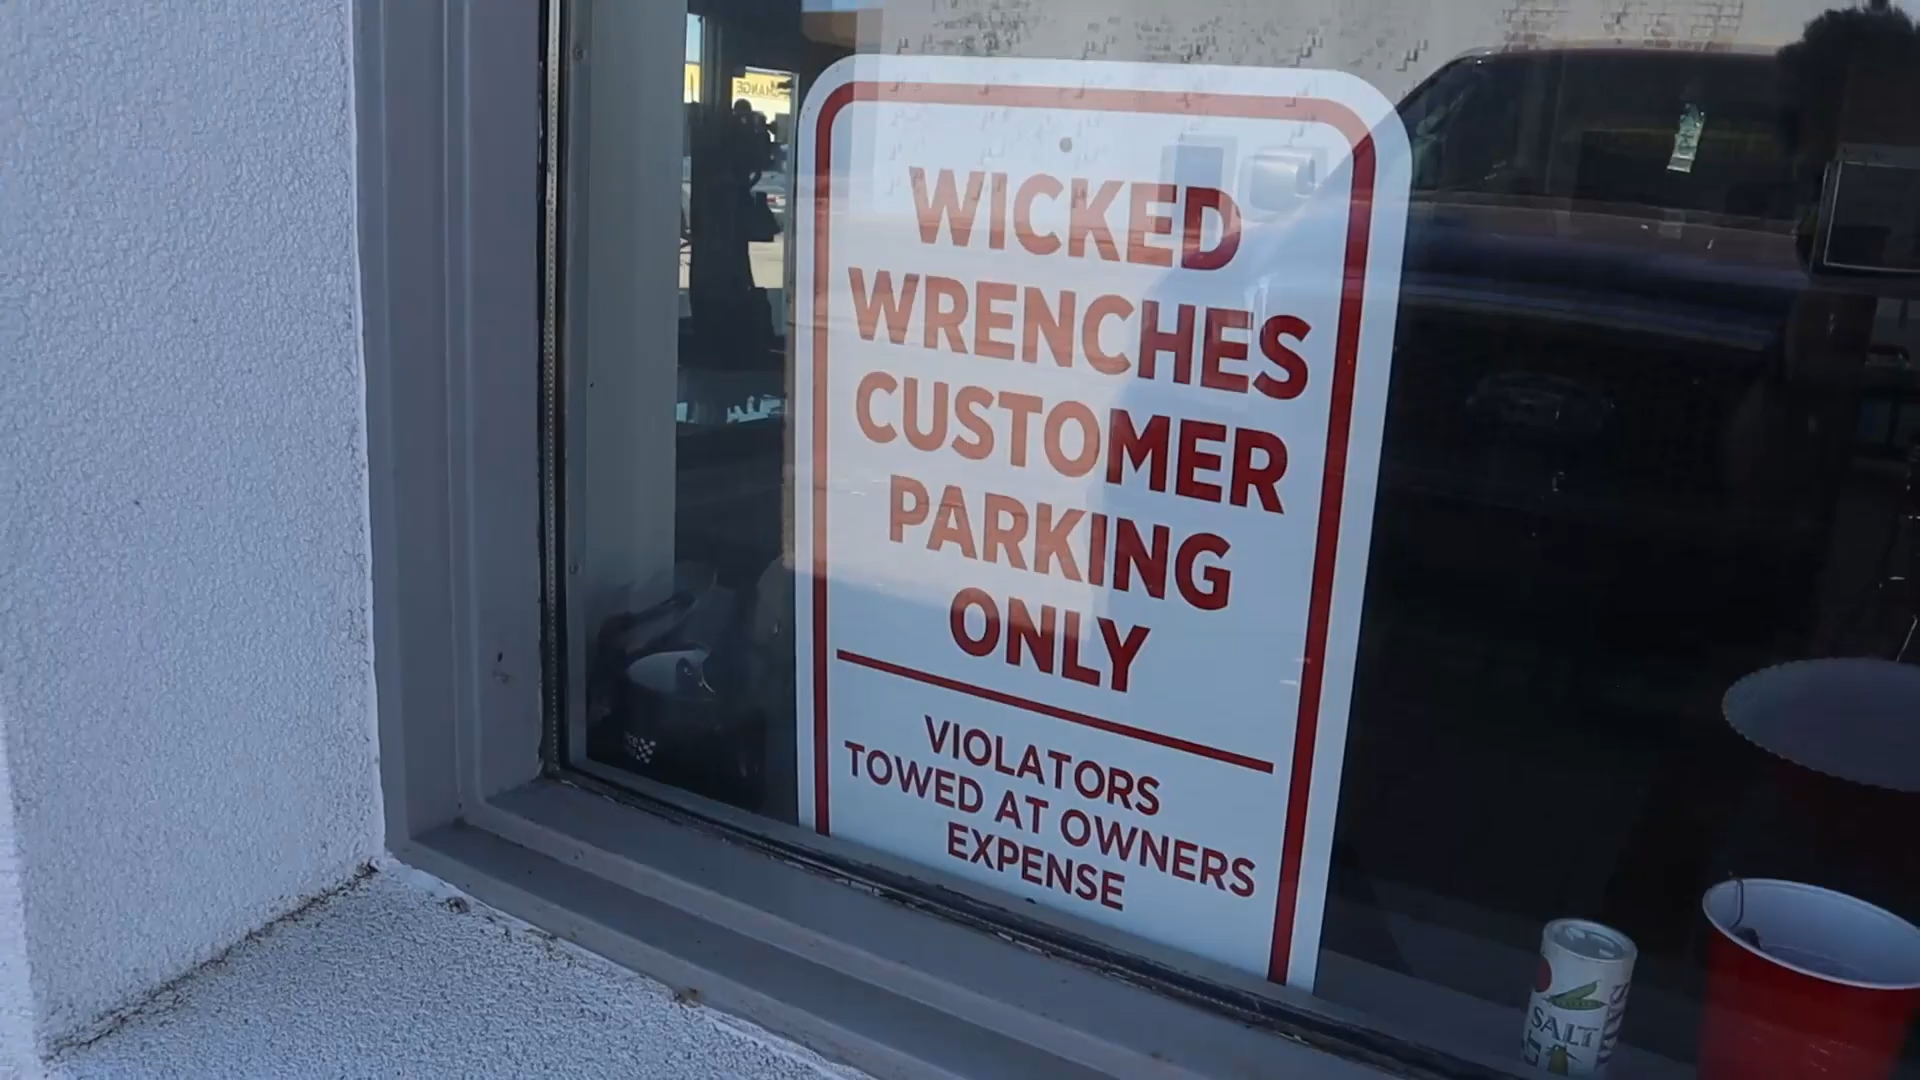 WICKED
WRENCHES
CUSTOMER
PARKING
ONLY
VIOLATORS
TOWED AT OWNERS
EXPENSE
SALT